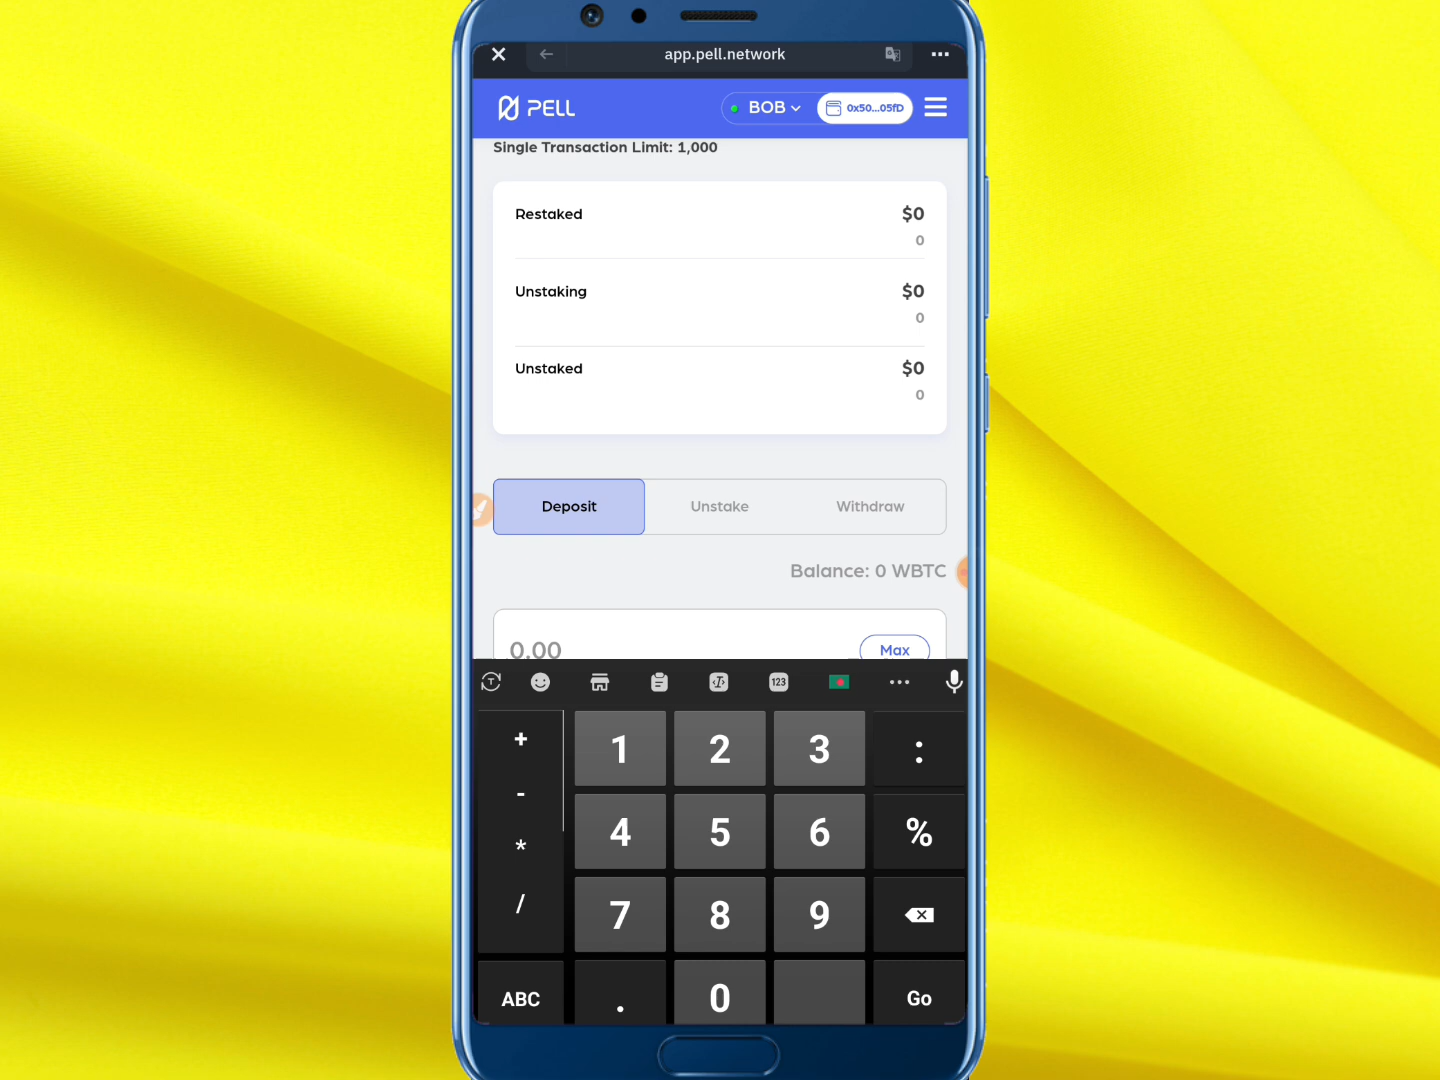 app.pell.network
PELL
BOB
0x50...05fD
Single Transaction Limit: 1,000
Restaked
$0
0
Unstaking
$0
0
Unstaked
$0
0
Deposit
Unstake
Withdraw
Balance: 0 WBTC
0.00
Max
T
T
123
+
1
2
3
:
-
4
5
6
%
*
/
7
8
9
ABC
.
0
Go